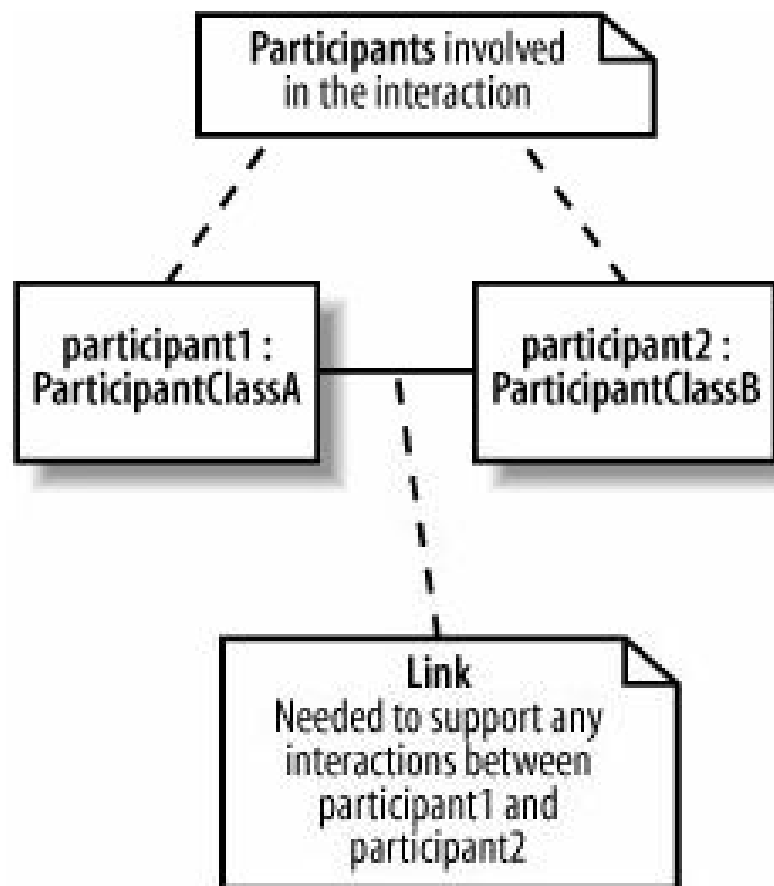 Participants involved
in the interaction
participant1 :
ParticipantClassA
participant2 :
ParticipantClassB
Link
Needed to support any
interactions between
participant1 and
participant2